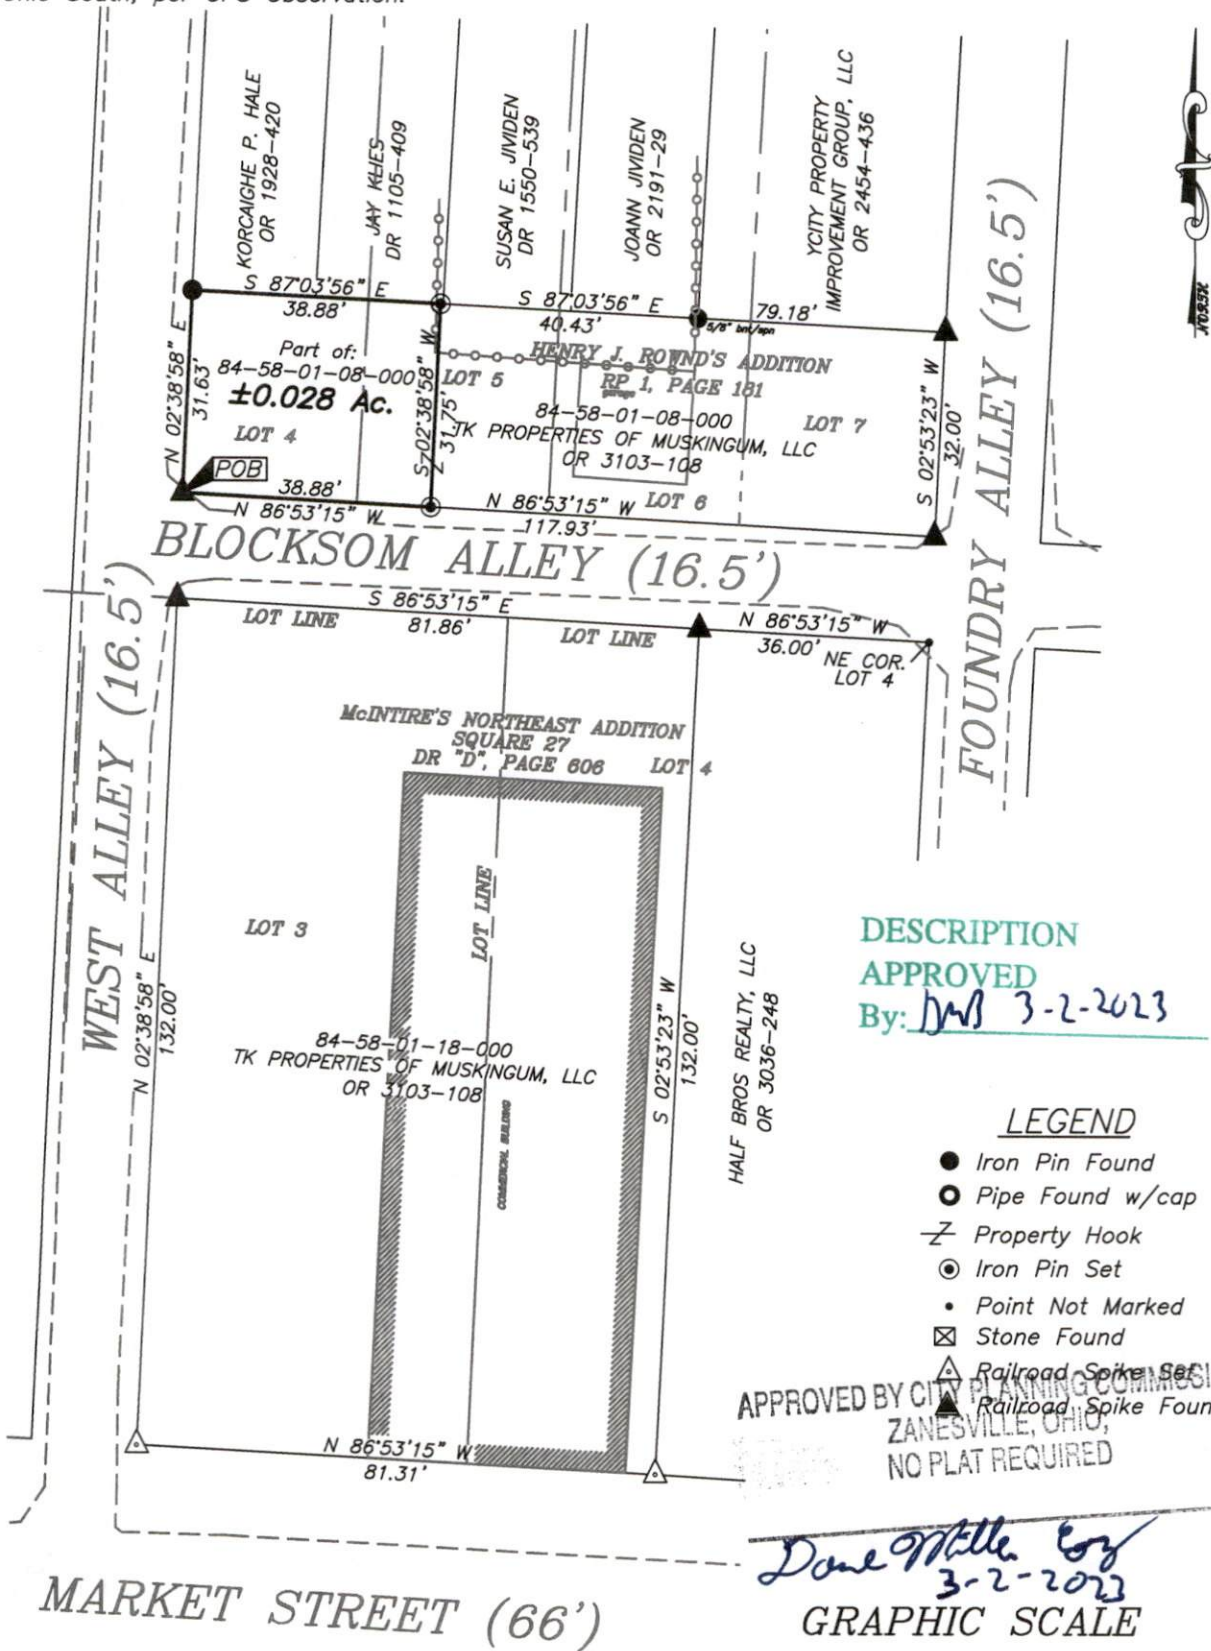 KORCAIGHE P. HALE
OR 1928-420
JAY KLIES
DR 1105-409
SUSAN E. JIVIDEN
DR 1550-539
JOANN JIVIDEN
OR 2191-29
YCITY PROPERTY
IMPROVEMENT GROUP, LLC
OR 2454-436
NORTH
S 87°03'56" E
38.88'
S 87°03'56" E
40.43'
79.18'
5/8" bnt/spn
N 02°38'58" E
31.63'
Part of:
84-58-01-08-000
±0.028 Ac.
LOT 4
S 02°38'58" W
31.75'
HENRY J. ROWND'S ADDITION
RP 1, PAGE 181
LOT 5
84-58-01-08-000
TK PROPERTIES OF MUSKINGUM, LLC
OR 3103-108
LOT 7
S 02°53'23" W
32.00'
FOUNDRY ALLEY (16.5')
POB
38.88'
N 86°53'15" W
N 86°53'15" W
117.93'
LOT 6
BLOCKSOM ALLEY (16.5')
WEST ALLEY (16.5')
S 86°53'15" E
81.86'
LOT LINE
LOT LINE
N 86°53'15" W
36.00'
NE COR.
LOT 4
McINTIRE'S NORTHEAST ADDITION
SQUARE 27
DR "D", PAGE 606
LOT 4
LOT LINE
LOT 3
N 02°38'58" E
132.00'
84-58-01-18-000
TK PROPERTIES OF MUSKINGUM, LLC
OR 3103-108
COMMERCIAL BUILDING
S 02°53'23" W
132.00'
HALF BROS REALTY, LLC
OR 3036-248
DESCRIPTION
APPROVED
By: 3-2-2023
LEGEND
Iron Pin Found
Pipe Found w/cap
Property Hook
Iron Pin Set
Point Not Marked
Stone Found
Railroad Spike Set
Railroad Spike Foun
APPROVED BY CITY PLANNING COMMISSI
ZANESVILLE, OHIO,
NO PLAT REQUIRED
N 86°53'15" W
81.31'
3-2-2023
MARKET STREET (66')
GRAPHIC SCALE